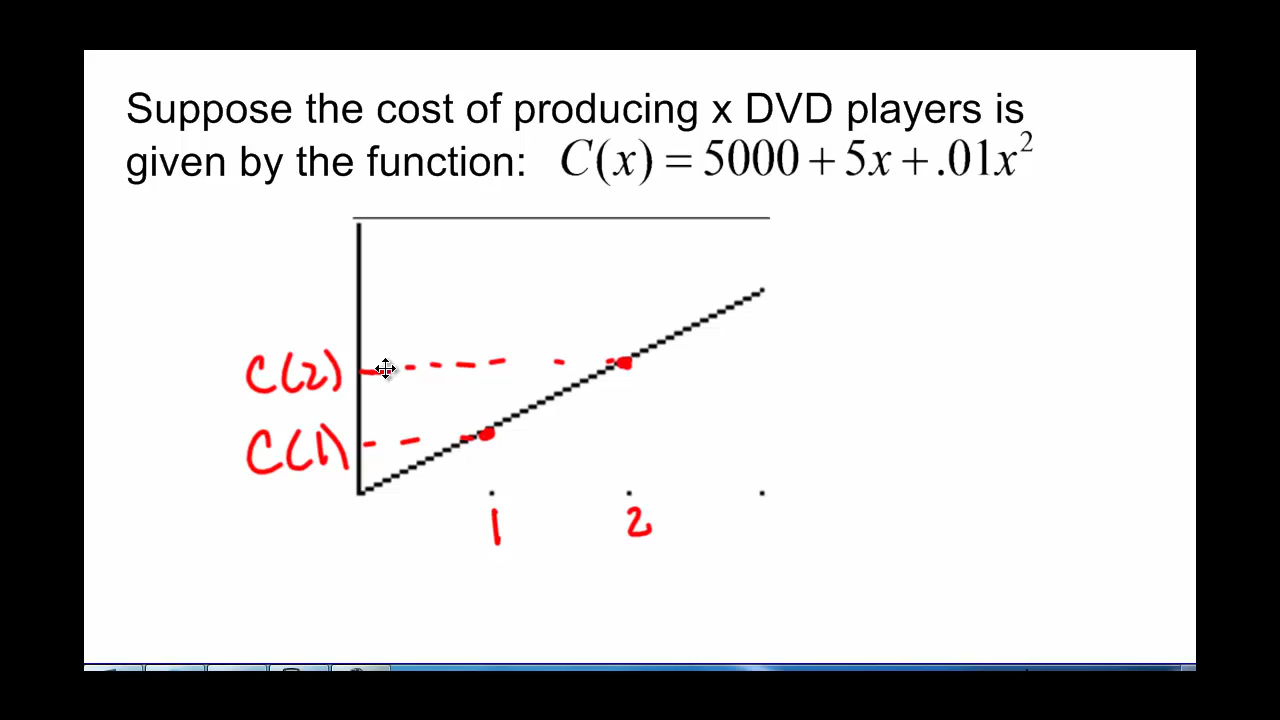 Suppose the cost of producing x DVD players is
given by the function: C(x) = 5000 + 5x + .01x²
C(2)
C(1)
1 2